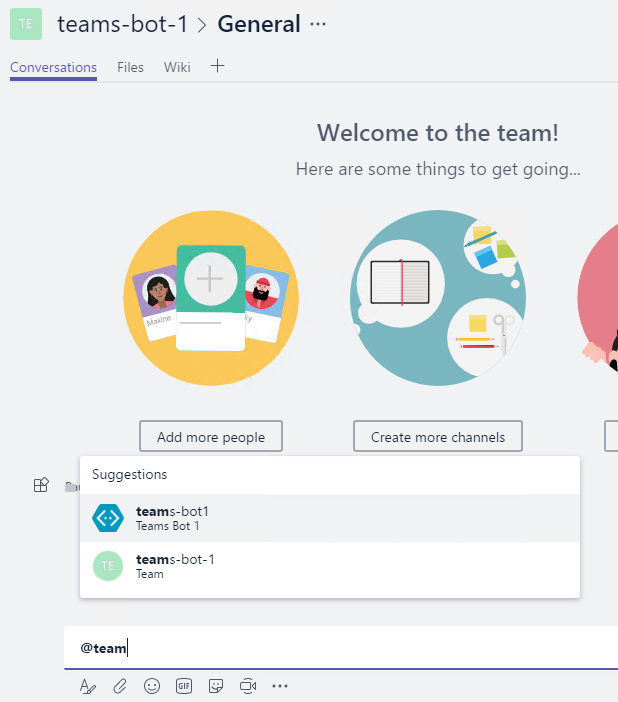 TE teams-bot-1 > General ...
Conversations Files Wiki +
Welcome to the team!
Here are some things to get going...
Maxine
Add more people
Create more channels
Suggestions
teams-bot1
Teams Bot 1
TE
teams-bot-1
Team
@team
GIF